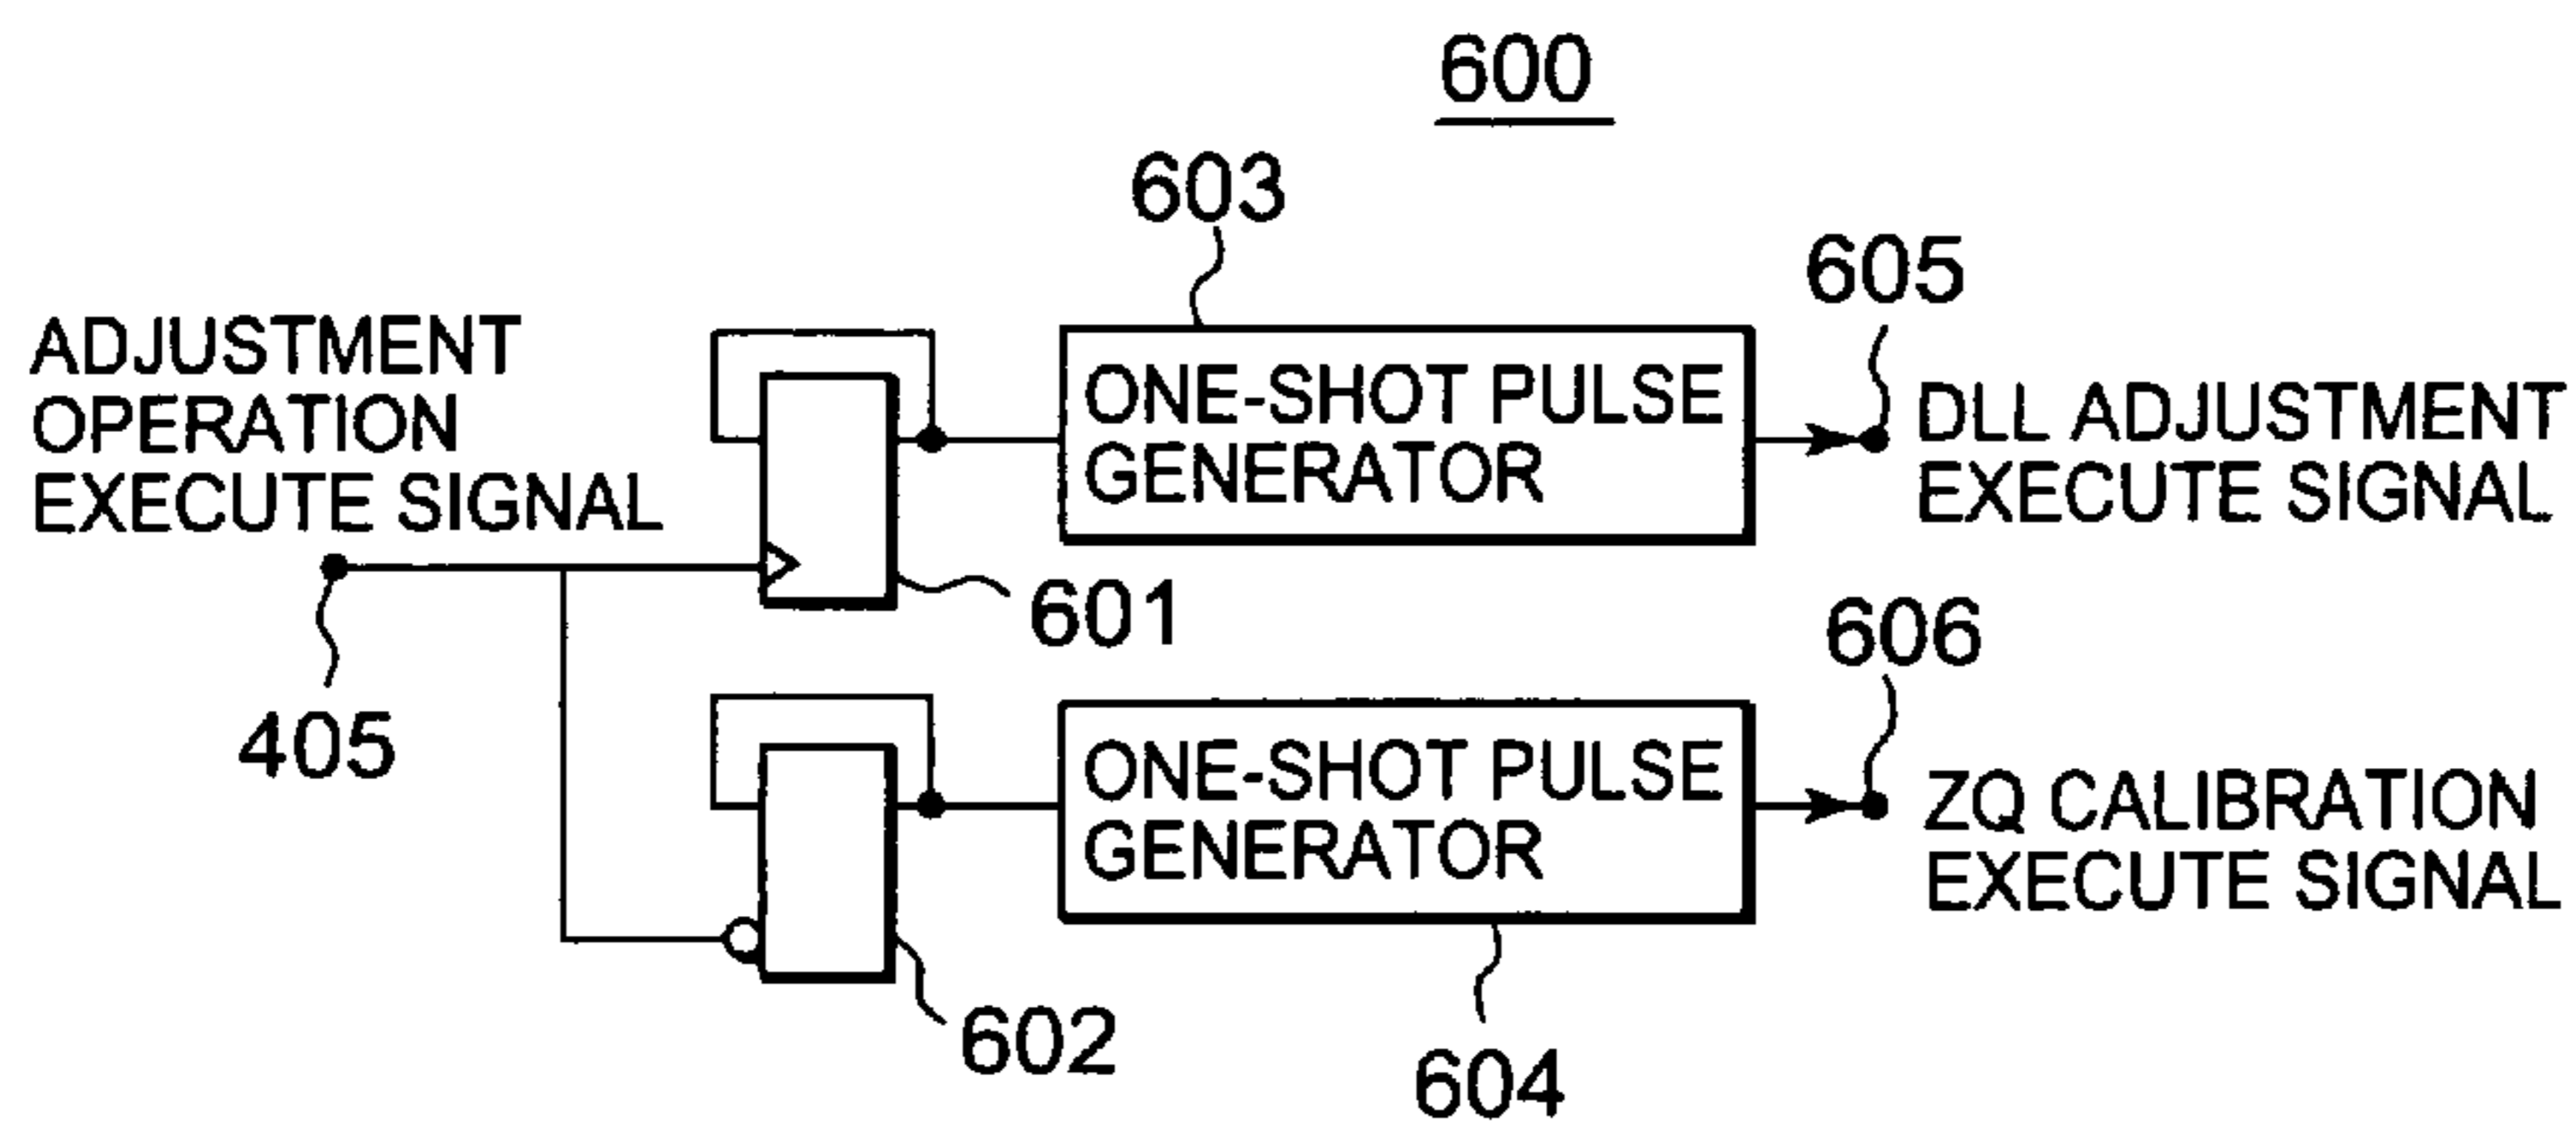 600
603
605
ADJUSTMENT
OPERATION
EXECUTE SIGNAL
ONE-SHOT PULSE
GENERATOR
DLL ADJUSTMENT
EXECUTE SIGNAL
601
405
606
ONE-SHOT PULSE
GENERATOR
ZQ CALIBRATION
EXECUTE SIGNAL
602
604